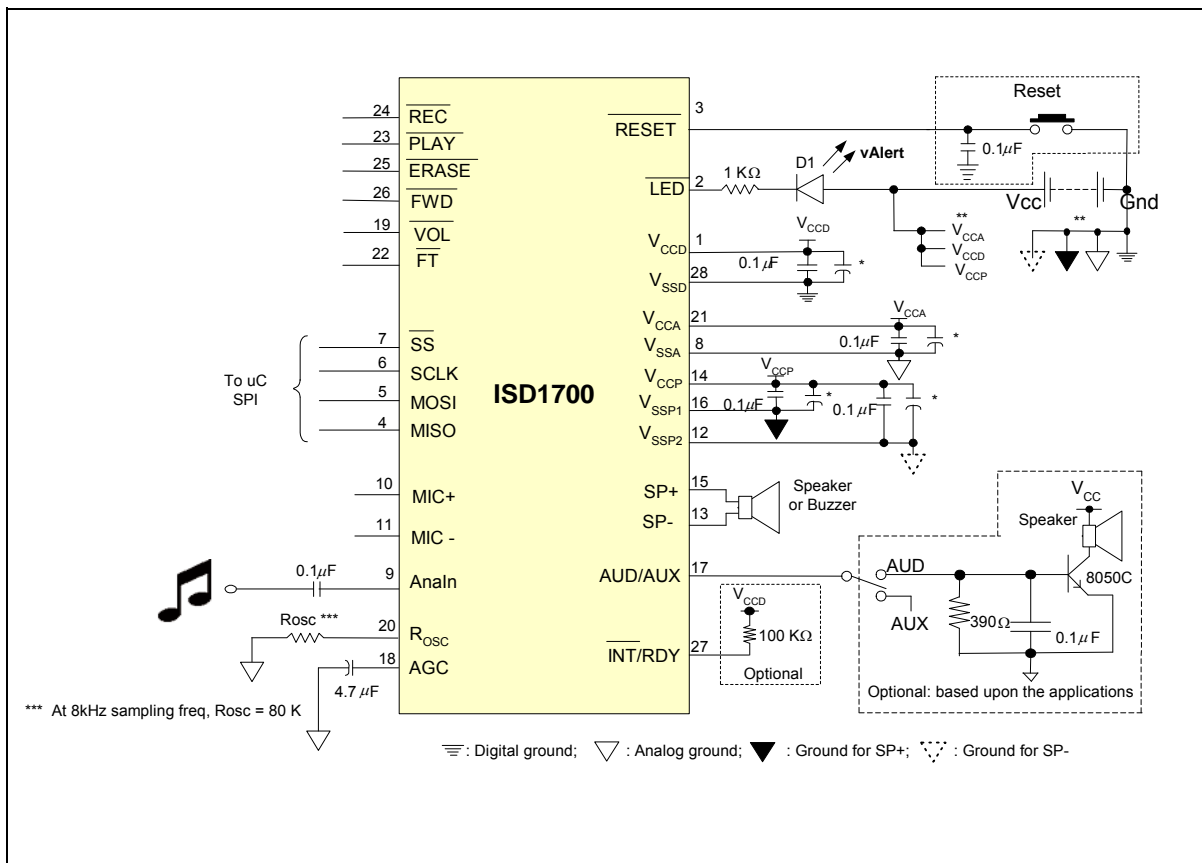 24
REC
23
PLAY
25
ERASE
26
FWD
19
VOL
22
FT
7
SS
6
SCLK
5
MOSI
4
MISO
To uC
SPI
10
MIC+
11
MIC -
0.1μF
9
AnaIn
Rosc ***
20
ROSC
18
AGC
4.7 μF
*** At 8kHz sampling freq, Rosc = 80 K
ISD1700
3
RESET
Reset
0.1μF
2
LED
1 KΩ
D1
vAlert
Vcc
Gnd
**
VCCA
VCCD
VCCP
**
1
VCCD
VCCD
0.1μF
*
28
VSSD
21
VCCA
VCCA
0.1μF
*
8
VSSA
14
VCCP
VCCP
16
VSSP1
0.1μF
*
0.1μF
*
12
VSSP2
15
SP+
13
SP-
Speaker
or Buzzer
17
AUD/AUX
AUD
AUX
VCC
Speaker
8050C
390Ω
0.1μF
Optional: based upon the applications
27
INT/RDY
VCCD
100 KΩ
Optional
: Digital ground;
: Analog ground;
: Ground for SP+;
: Ground for SP-